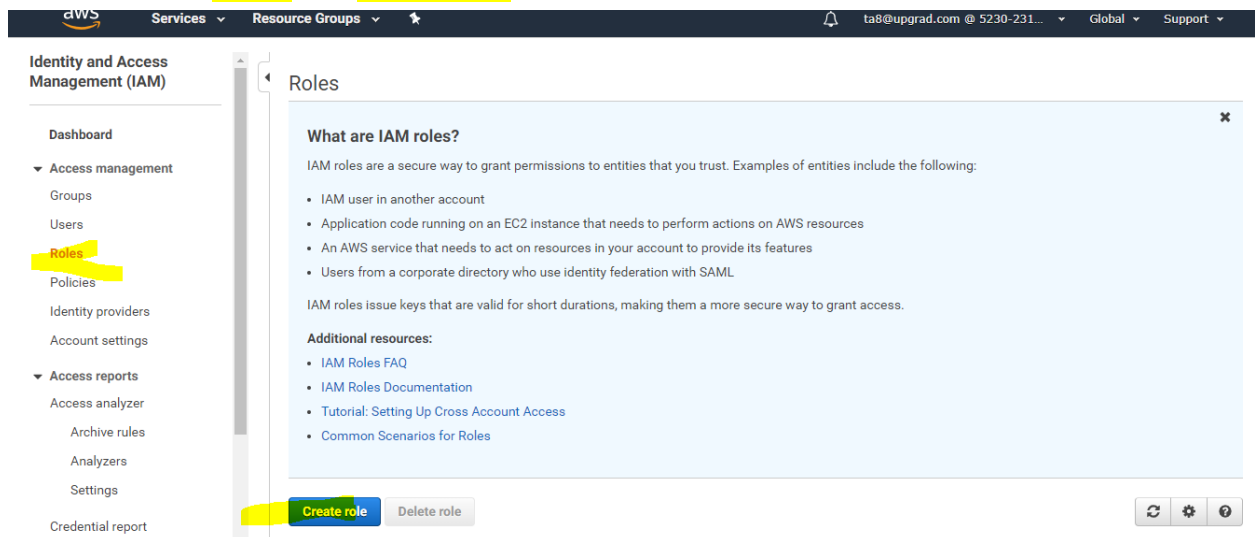 aws Services Resource Groups ta8@upgrad.com @ 5230-231... Global Support
Identity and Access
Management (IAM)
Dashboard
Access management
Groups
Users
Roles
Policies
Identity providers
Account settings
Access reports
Access analyzer
Archive rules
Analyzers
Settings
Credential report
Roles
What are IAM roles?
IAM roles are a secure way to grant permissions to entities that you trust. Examples of entities include the following:
• IAM user in another account
• Application code running on an EC2 instance that needs to perform actions on AWS resources
• An AWS service that needs to act on resources in your account to provide its features
• Users from a corporate directory who use identity federation with SAML
IAM roles issue keys that are valid for short durations, making them a more secure way to grant access.
Additional resources:
• IAM Roles FAQ
• IAM Roles Documentation
• Tutorial: Setting Up Cross Account Access
• Common Scenarios for Roles
Create role Delete role